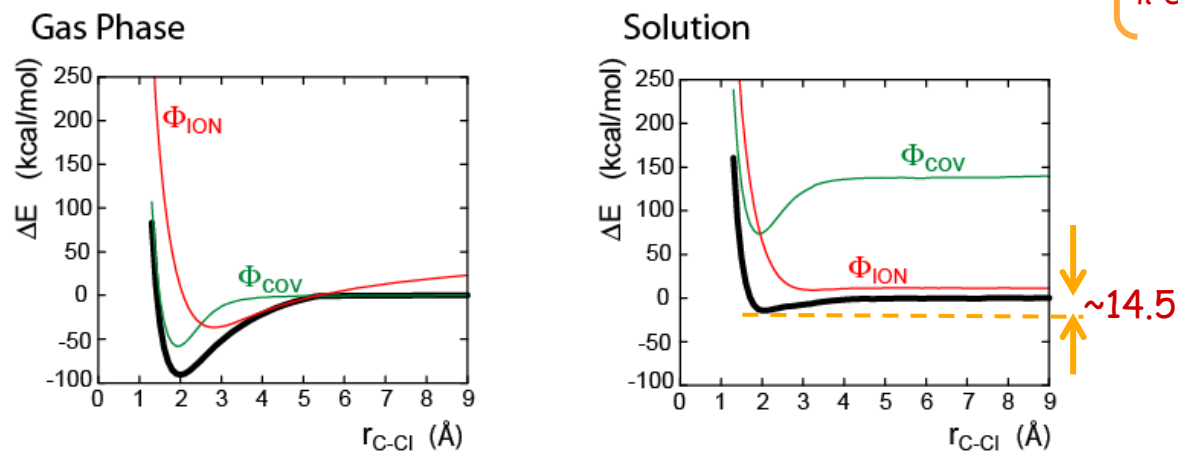 Gas Phase
ΔE (kcal/mol)
250
200
150
100
50
0
-50
-100
Φ_ION
Φ_COV
0 1 2 3 4 5 6 7 8 9
r_C-Cl (Å)
Solution
ΔE (kcal/mol)
250
200
150
100
50
0
-50
-100
Φ_COV
Φ_ION
~14.5
0 1 2 3 4 5 6 7 8 9
r_C-Cl (Å)